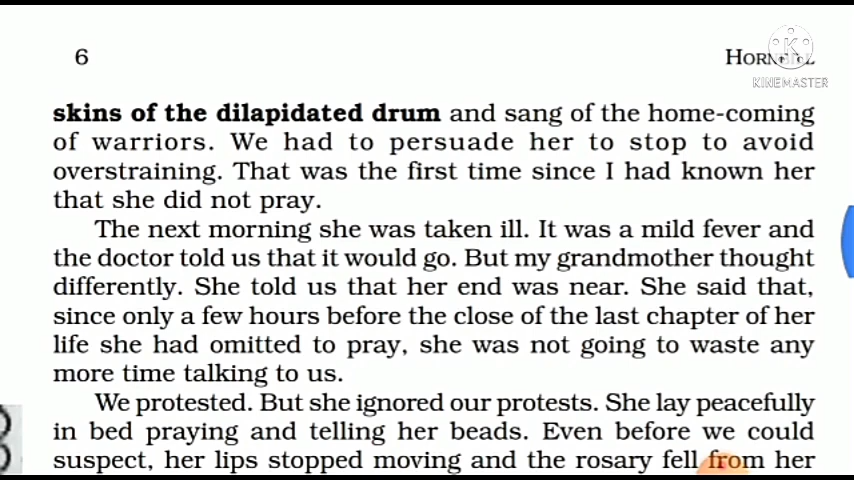 6
HORNBILL
KINEMASTER
skins of the dilapidated drum and sang of the home-coming
of warriors. We had to persuade her to stop to avoid
overstraining. That was the first time since I had known her
that she did not pray.
The next morning she was taken ill. It was a mild fever and
the doctor told us that it would go. But my grandmother thought
differently. She told us that her end was near. She said that,
since only a few hours before the close of the last chapter of her
life she had omitted to pray, she was not going to waste any
more time talking to us.
We protested. But she ignored our protests. She lay peacefully
in bed praying and telling her beads. Even before we could
suspect, her lips stopped moving and the rosary fell from her